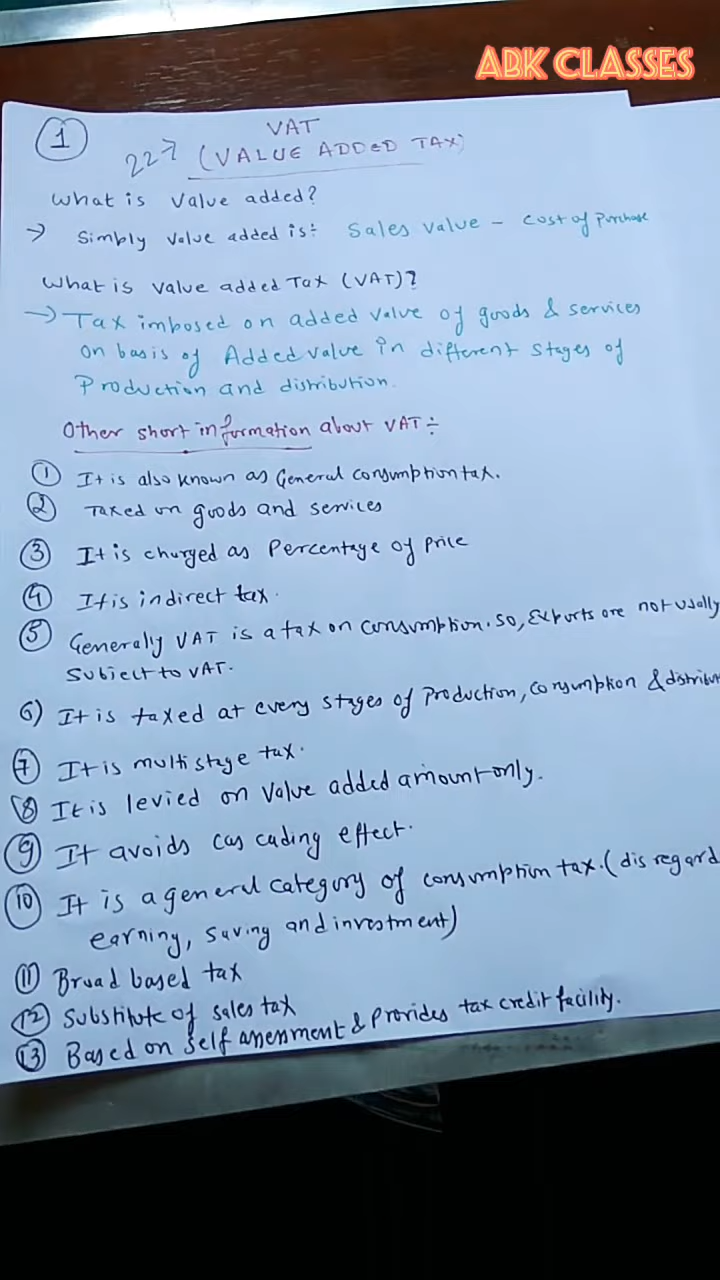 ABK CLASSES
1
VAT
227 (VALUE ADDED TAX)
What is value added?
→ Simply value added is÷ Sales value - cost of purchase
What is value added Tax (VAT)?
→ Tax imposed on added value of goods & services
on basis of Added value in different stages of
Production and distribution.
Other short information about VAT÷
① It is also known as General consumption tax.
② Taxed on goods and services
③ It is charged as Percentage of price
④ It is indirect tax.
⑤ Generaly VAT is a tax on consumption. so, Exports are not usually
subject to VAT.
6) It is taxed at every stages of production, consumption & distribut
⑦ It is multistage tax.
⑧ It is levied on value added amount only.
⑨ It avoids cascading effect.
⑩ It is a general category of consumption tax. (disregard
earning, saving and investment)
⑪ Broad based tax
⑫ Substitute of sales tax
⑬ Based on self assessment & provides tax credit facility.